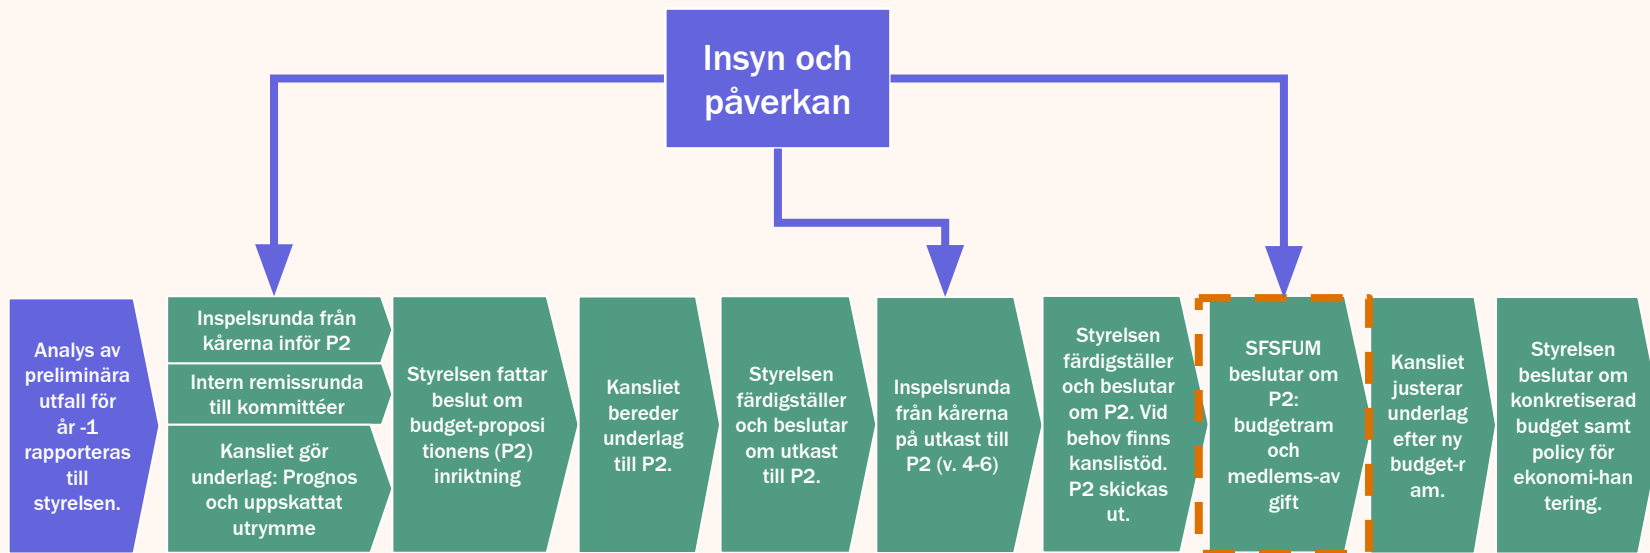 Insyn och
påverkan
Analys av
preliminära
utfall för
år -1
rapporteras
till
styrelsen.
Inspelsrunda från
kårerna inför P2
Intern remissrunda
till kommittéer
Kansliet gör
underlag: Prognos
och uppskattat
utrymme
Styrelsen fattar
beslut om
budget-proposi
tionens (P2)
inriktning
Kansliet
bereder
underlag
till P2.
Styrelsen
färdigställer
och beslutar
om utkast
till P2.
Inspelsrunda
från kårerna
på utkast till
P2 (v. 4-6)
Styrelsen
färdigställer
och beslutar
om P2. Vid
behov finns
kanslistöd.
P2 skickas
ut.
SFSFUM
beslutar om
P2:
budgetram
och
medlems-av
gift
Kansliet
justerar
underlag
efter ny
budget-r
am.
Styrelsen
beslutar om
konkretiserad
budget samt
policy för
ekonomi-han
tering.